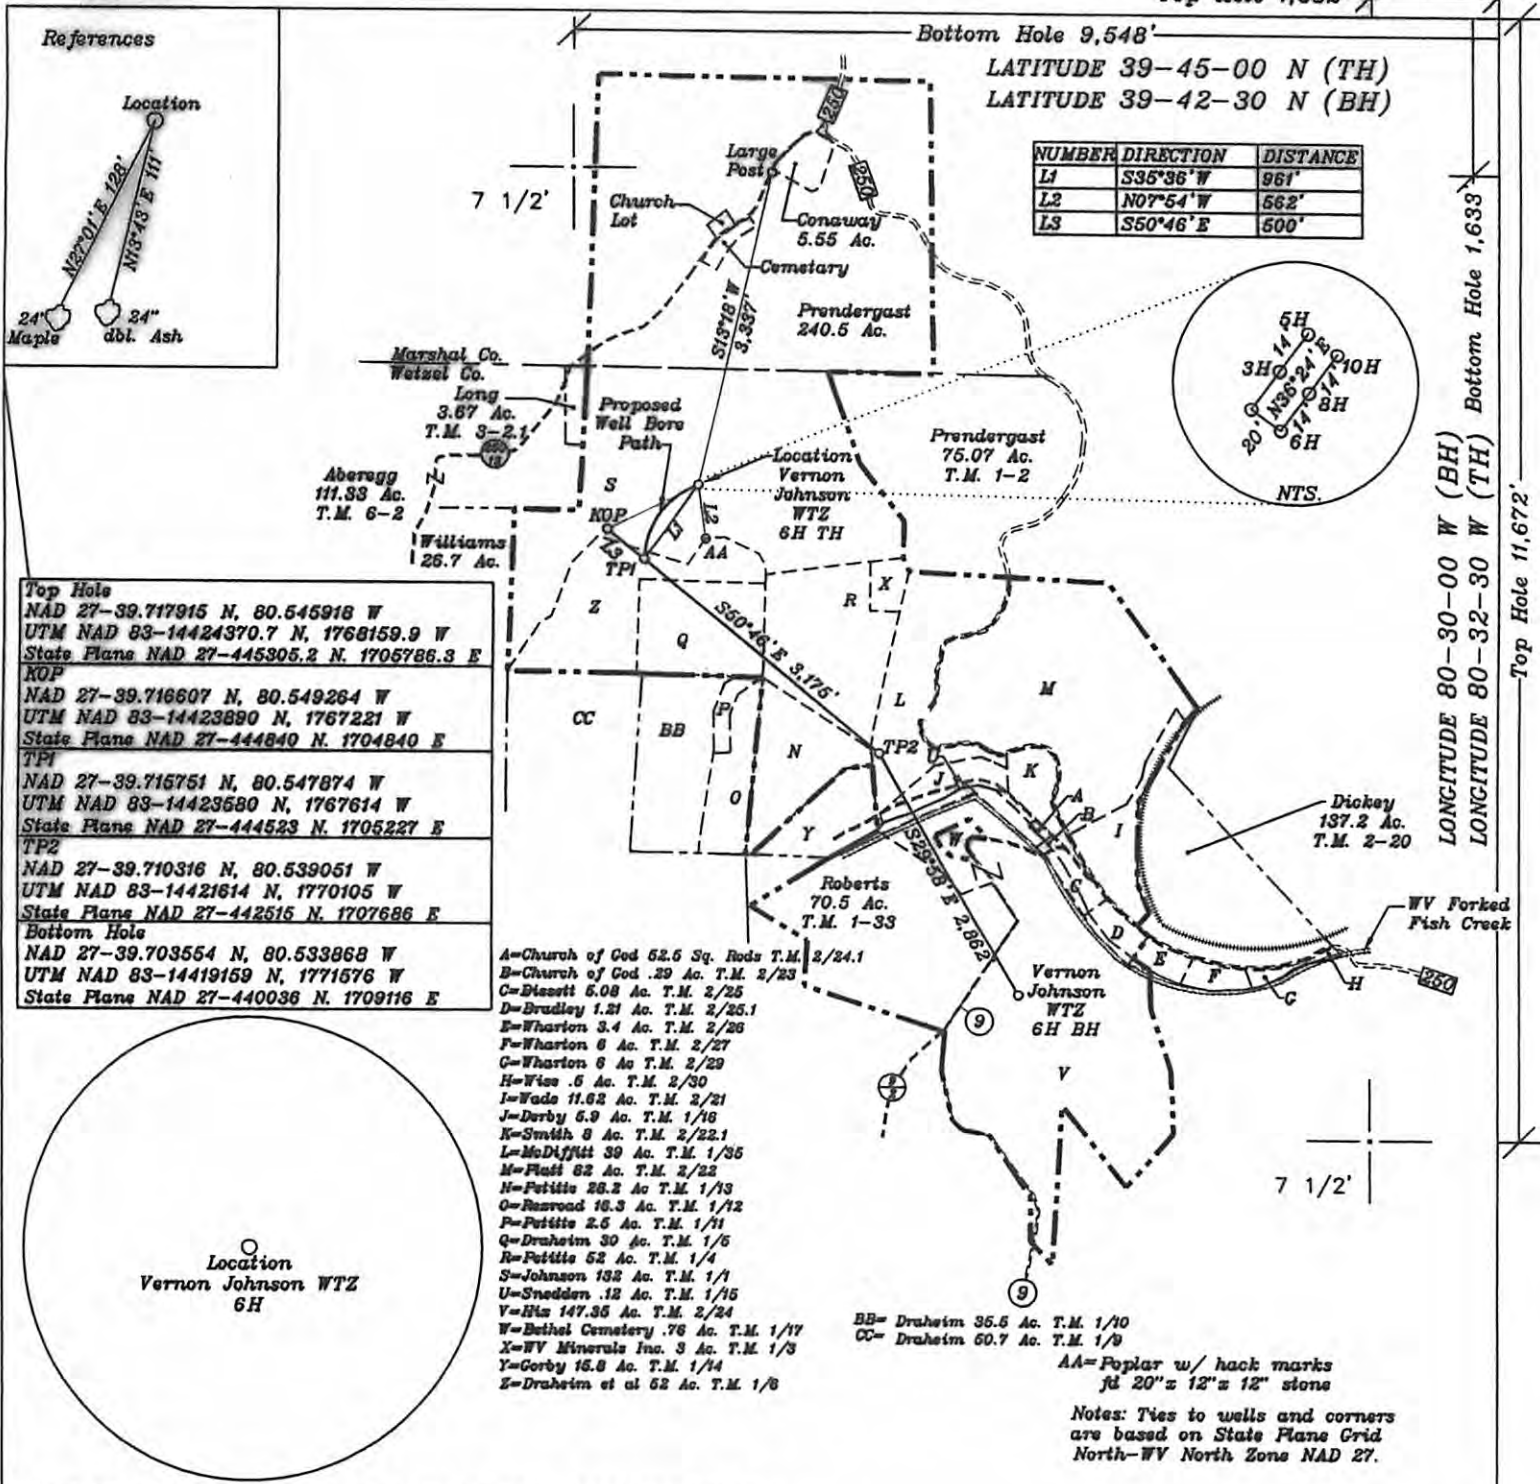 Bottom Hole 9,548'
LATITUDE 39-45-00 N (TH)
LATITUDE 39-42-30 N (BH)
References
Location
N27°01' E 128'
N13°43' E 111'
24"
Maple
24"
dbl. Ash
NUMBER DIRECTION DISTANCE
L1 S35°36' W 961'
L2 N07°54' W 562'
L3 S50°46' E 500'
250
Large
Post
250
7 1/2'
Church
Lot
Conaway
5.55 Ac.
Cemetary
S13°18' W
3,337'
Prendergast
240.5 Ac.
Marshal Co.
Wetzel Co.
Long
3.67 Ac.
T.M. 3-2.1
Proposed
Well Bore
Path
Aberegg
111.33 Ac.
T.M. 6-2
Williams
26.7 Ac.
Location
Vernon
Johnson
WTZ
6H TH
Prendergast
75.07 Ac.
T.M. 1-2
5H
14'
3H
10H
N36°24' E
14'
8H
20'
14'
6H
NTS.
Bottom Hole 1,633'
LONGITUDE 80-30-00 W (BH)
LONGITUDE 80-32-30 W (TH)
Top Hole 11,672'
S
KOP
L2
L3
TP1
AA
Z
Q
R
X
S50°46' E 3,175'
M
L
CC
BB
P
N
TP2
O
J
K
A
B
Y
W
I
C
D
E
F
G
H
Dickey
137.2 Ac.
T.M. 2-20
WV Forked
Fish Creek
250
Roberts
70.5 Ac.
T.M. 1-33
S29°58' E 2,862'
Vernon
Johnson
WTZ
6H BH
9
V
9
2
9
7 1/2'
Top Hole
NAD 27-39.717915 N, 80.545918 W
UTM NAD 83-14424370.7 N, 1768159.9 W
State Plane NAD 27-445305.2 N. 1705786.3 E
KOP
NAD 27-39.716607 N, 80.549264 W
UTM NAD 83-14423890 N, 1767221 W
State Plane NAD 27-444840 N. 1704840 E
TP1
NAD 27-39.715751 N, 80.547874 W
UTM NAD 83-14423580 N, 1767614 W
State Plane NAD 27-444523 N. 1705227 E
TP2
NAD 27-39.710316 N, 80.539051 W
UTM NAD 83-14421614 N, 1770105 W
State Plane NAD 27-442515 N. 1707686 E
Bottom Hole
NAD 27-39.703554 N, 80.533868 W
UTM NAD 83-14419159 N, 1771576 W
State Plane NAD 27-440036 N. 1709116 E
A=Church of God 52.5 Sq. Rods T.M. 2/24.1
B=Church of God .29 Ac. T.M. 2/23
C=Bissett 5.08 Ac. T.M. 2/25
D=Bradley 1.21 Ac. T.M. 2/25.1
E=Wharton 3.4 Ac. T.M. 2/26
F=Wharton 6 Ac. T.M. 2/27
G=Wharton 6 Ac T.M. 2/29
H=Wise .5 Ac. T.M. 2/30
I=Wade 11.62 Ac. T.M. 2/21
J=Derby 5.9 Ac. T.M. 1/16
K=Smith 8 Ac. T.M. 2/22.1
L=McDiffitt 39 Ac. T.M. 1/35
M=Platt 82 Ac. T.M. 2/22
N=Petitte 26.2 Ac T.M. 1/13
O=Rexroad 16.3 Ac. T.M. 1/12
P=Petitte 2.5 Ac. T.M. 1/11
Q=Draheim 30 Ac. T.M. 1/5
R=Petitte 52 Ac. T.M. 1/4
S=Johnson 132 Ac. T.M. 1/1
U=Snedden .12 Ac. T.M. 1/15
V=Hix 147.35 Ac. T.M. 2/24
W=Bethel Cemetery .76 Ac. T.M. 1/17
X=WV Minerals Inc. 3 Ac. T.M. 1/3
Y=Gorby 15.8 Ac. T.M. 1/14
Z=Draheim et al 52 Ac. T.M. 1/6
BB= Draheim 35.5 Ac. T.M. 1/10
CC= Draheim 50.7 Ac. T.M. 1/9
AA=Poplar w/ hack marks
fd 20"x 12"x 12" stone
Notes: Ties to wells and corners
are based on State Plane Grid
North-WV North Zone NAD 27.
Location
Vernon Johnson WTZ
6H